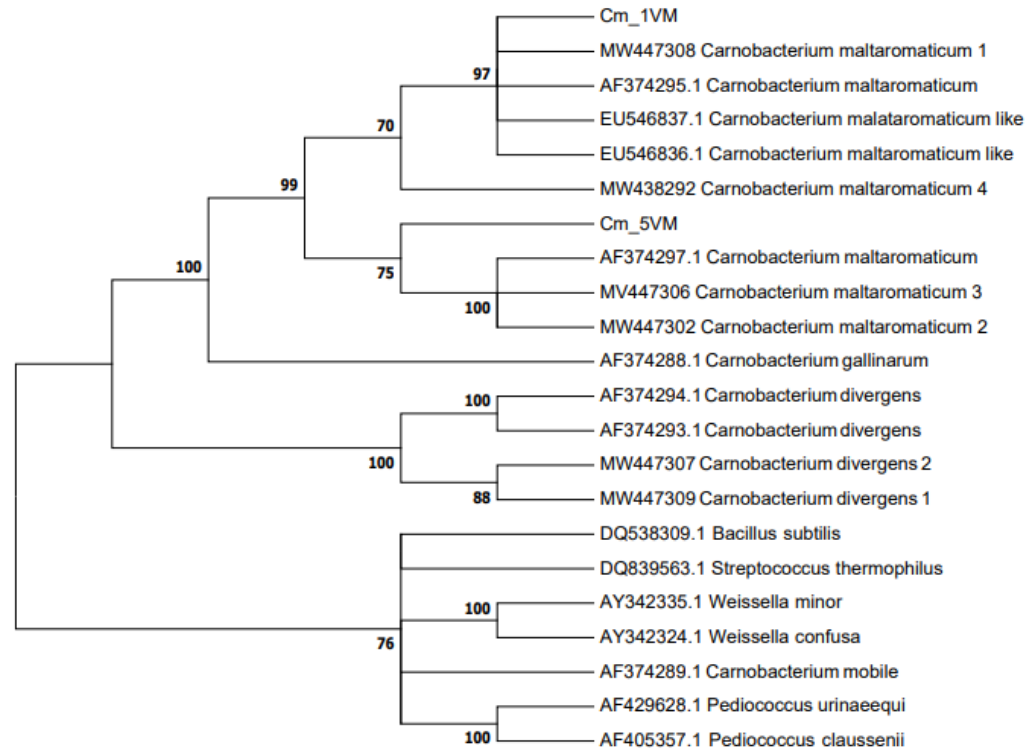 Cm_1VM
MW447308 Carnobacterium maltaromaticum 1
97
AF374295.1 Carnobacterium maltaromaticum
EU546837.1 Carnobacterium malataromaticum like
70
EU546836.1 Carnobacterium maltaromaticum like
99
MW438292 Carnobacterium maltaromaticum 4
Cm_5VM
AF374297.1 Carnobacterium maltaromaticum
100
75
MV447306 Carnobacterium maltaromaticum 3
100
MW447302 Carnobacterium maltaromaticum 2
AF374288.1 Carnobacterium gallinarum
AF374294.1 Carnobacterium divergens
100
AF374293.1 Carnobacterium divergens
100
MW447307 Carnobacterium divergens 2
88
MW447309 Carnobacterium divergens 1
DQ538309.1 Bacillus subtilis
DQ839563.1 Streptococcus thermophilus
100
AY342335.1 Weissella minor
76
AY342324.1 Weissella confusa
AF374289.1 Carnobacterium mobile
AF429628.1 Pediococcus urinaeequi
100
AF405357.1 Pediococcus claussenii